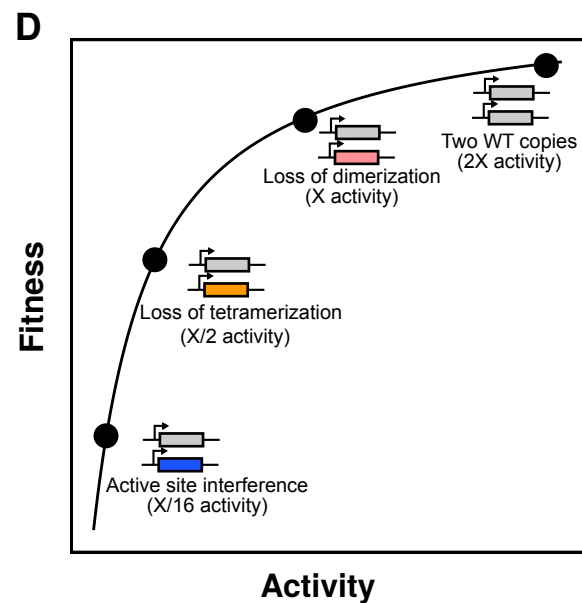 D
Two WT copies
(2X activity)
Loss of dimerization
(X activity)
Loss of tetramerization
(X/2 activity)
Active site interference
(X/16 activity)
Fitness
Activity